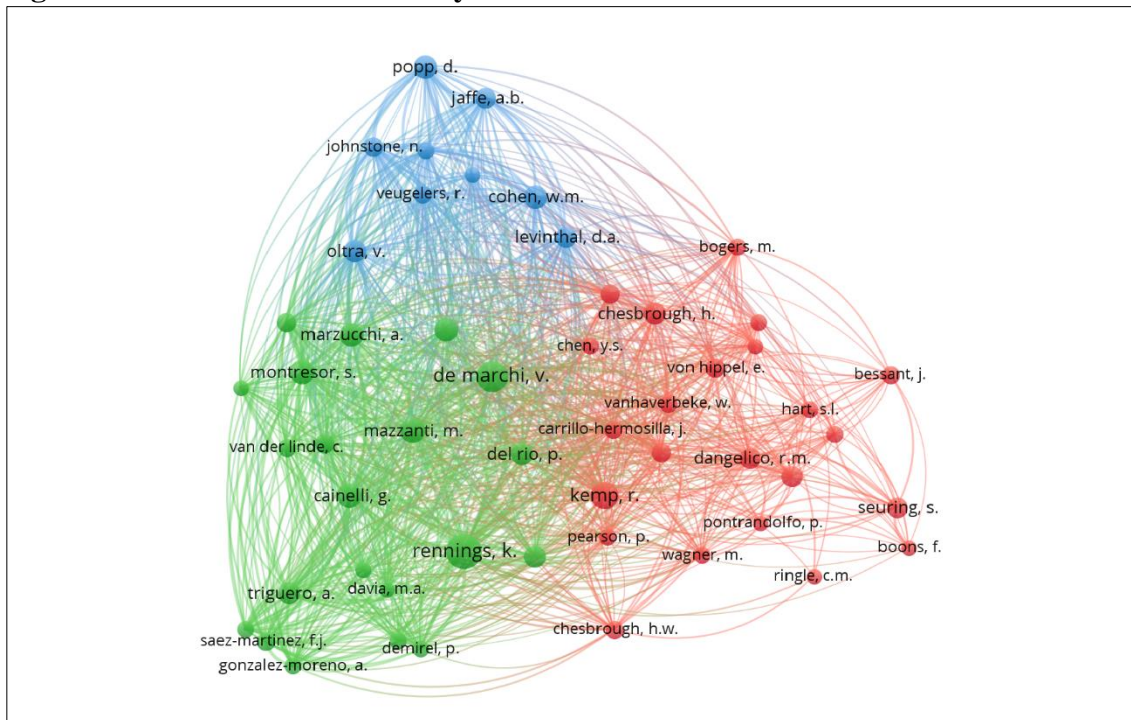 popp, d.
jaffe, a.b.
johnstone, n.
veugelers, r.
cohen, w.m.
levinthal, d.a.
oltra, v.
bogers, m.
chesbrough, h.
marzucchi, a.
chen, y.s.
von hippel, e.
montresor, s.
de marchi, v.
bessant, j.
vanhaverbeke, w.
hart, s.l.
mazzanti, m.
carrillo-hermosilla, j.
van der linde, c.
del rio, p.
dangelico, r.m.
cainelli, g.
kemp, r.
seuring, s.
pontrandolfo, p.
pearson, p.
rennings, k.
wagner, m.
boons, f.
ringle, c.m.
triguero, a.
davia, m.a.
chesbrough, h.w.
saez-martinez, f.j.
demirel, p.
gonzalez-moreno, a.